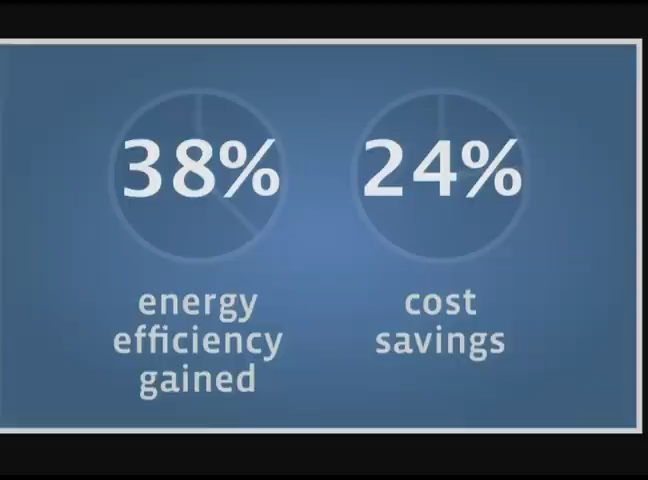 38%
energy
efficiency
gained
24%
cost
savings